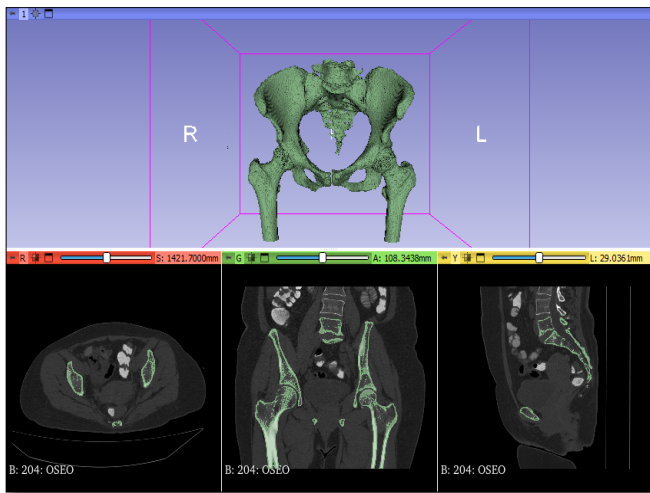 1
R
L
R S: 1421.7000mm
G A: 108.3438mm
Y L: 29.0361mm
B: 204: OSEO
B: 204: OSEO
B: 204: OSEO